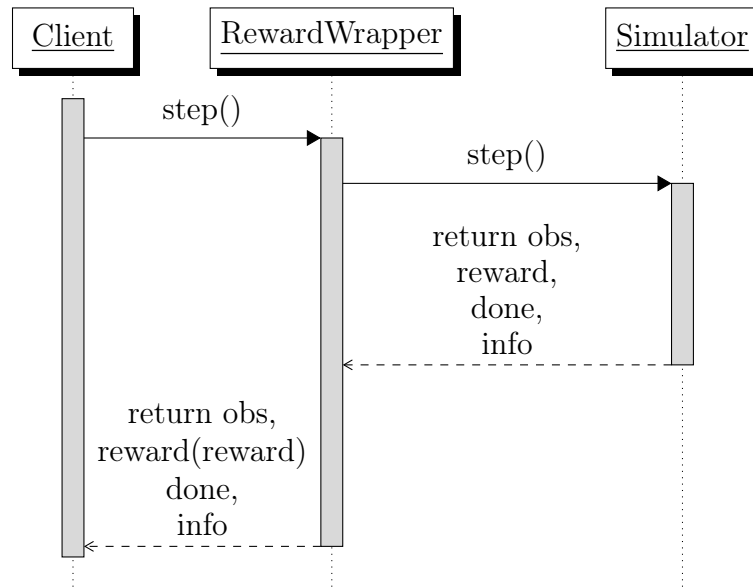 Client
RewardWrapper
Simulator
step()
step()
return obs,
reward,
done,
info
return obs,
reward(reward)
done,
info